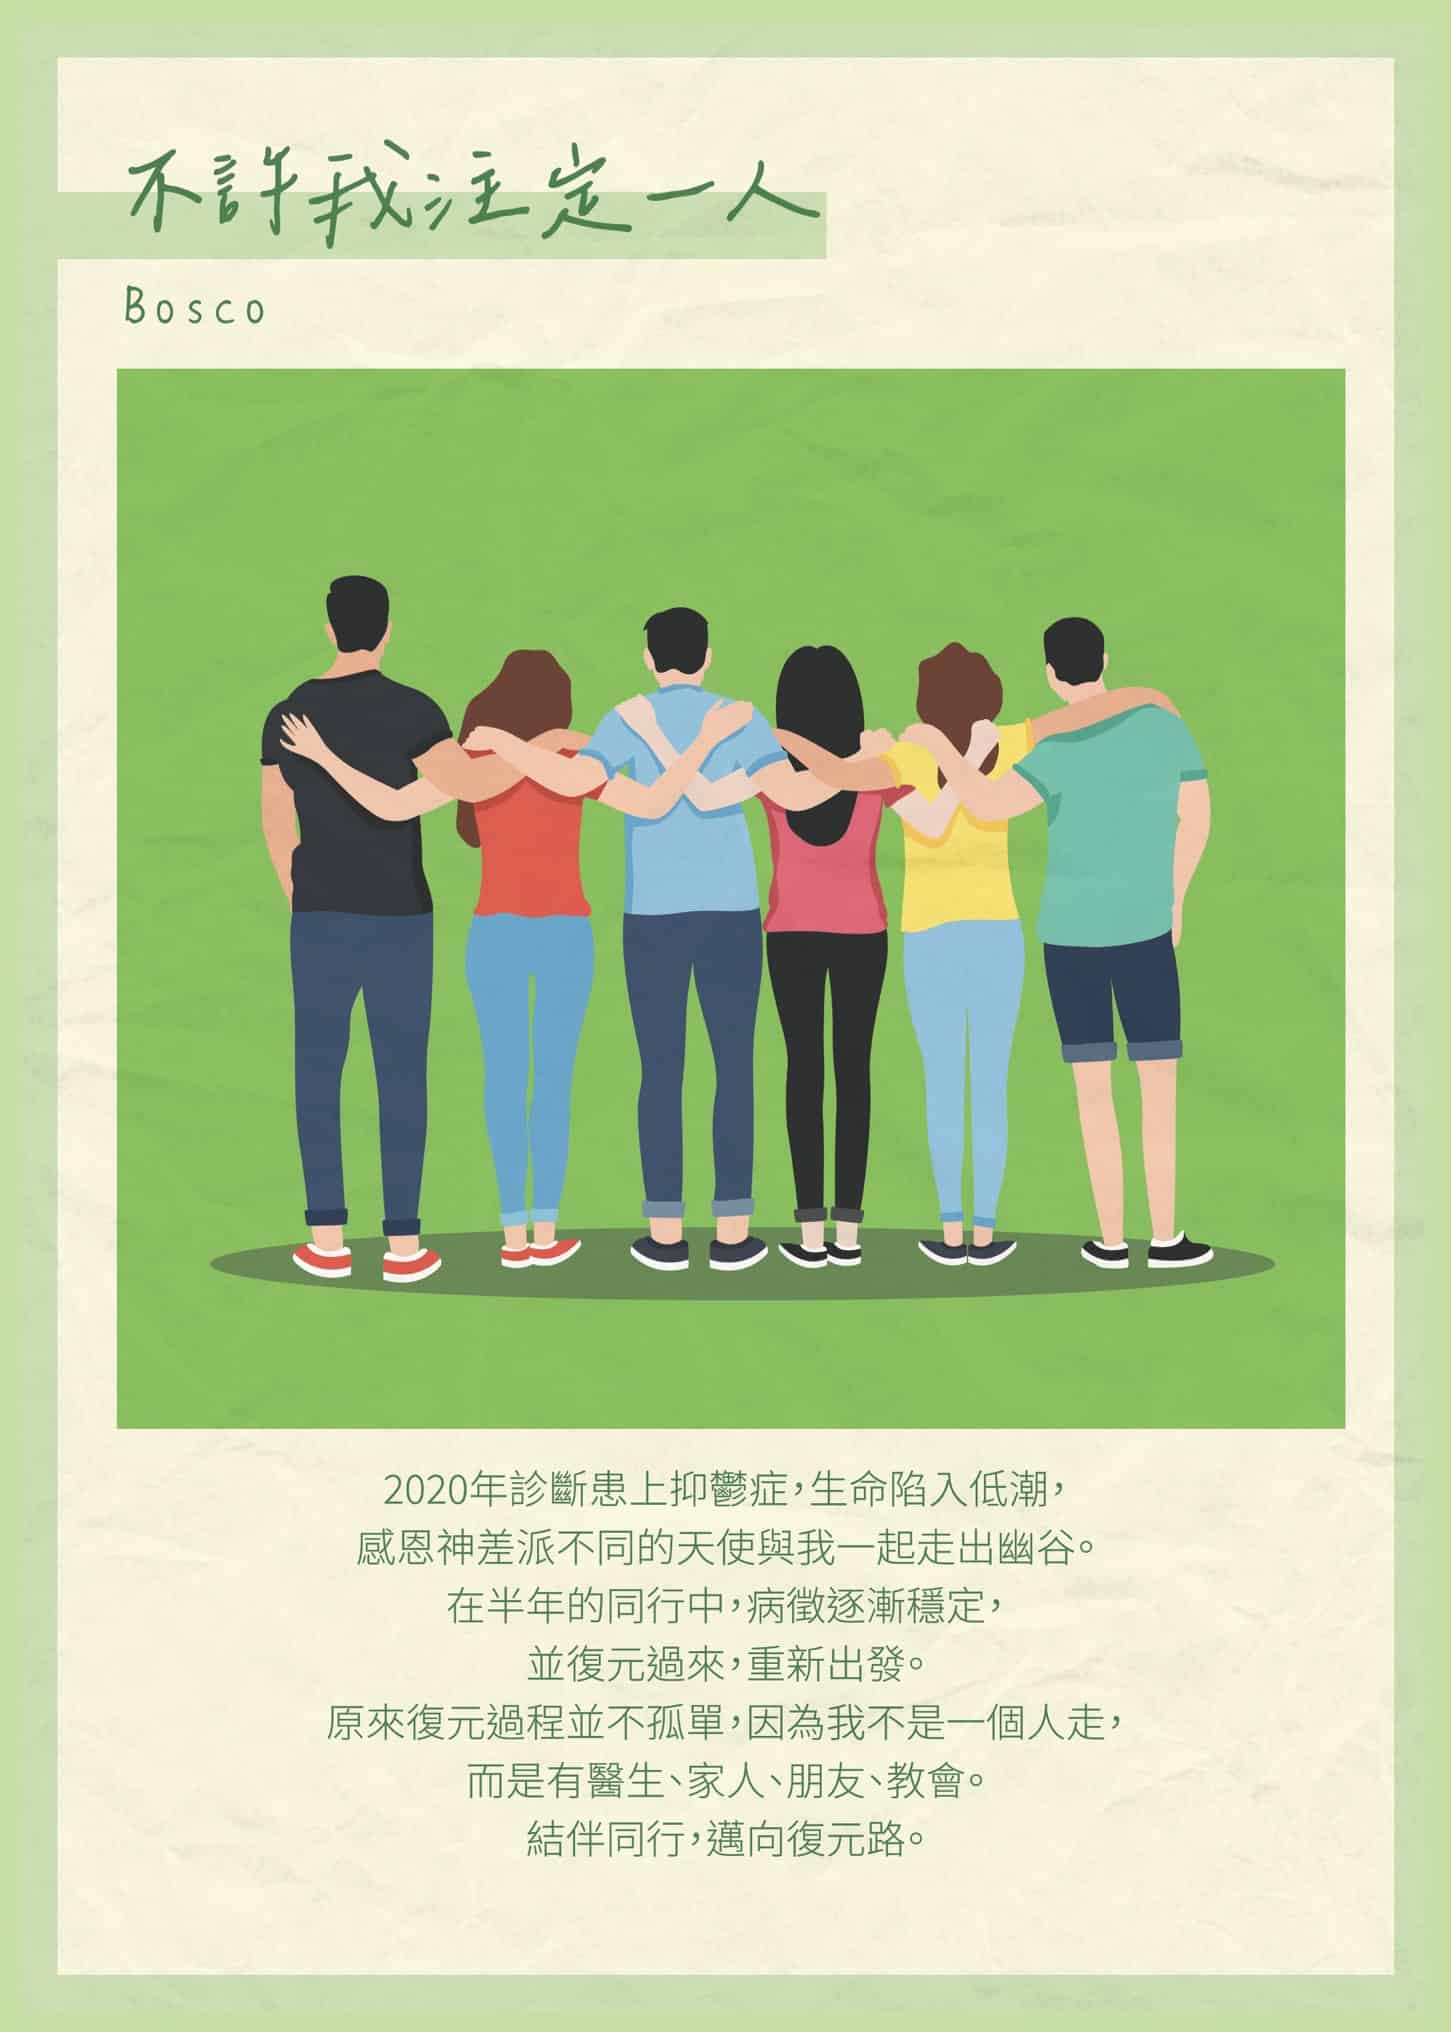 不許我注定一人
Bosco
2020年診斷患上抑鬱症，生命陷入低潮，
感恩神差派不同的天使與我一起走出幽谷。
在半年的同行中，病徵逐漸穩定，
並復元過來，重新出發。
原來復元過程並不孤單，因為我不是一個人走，
而是有醫生、家人、朋友、教會。
結伴同行，邁向復元路。